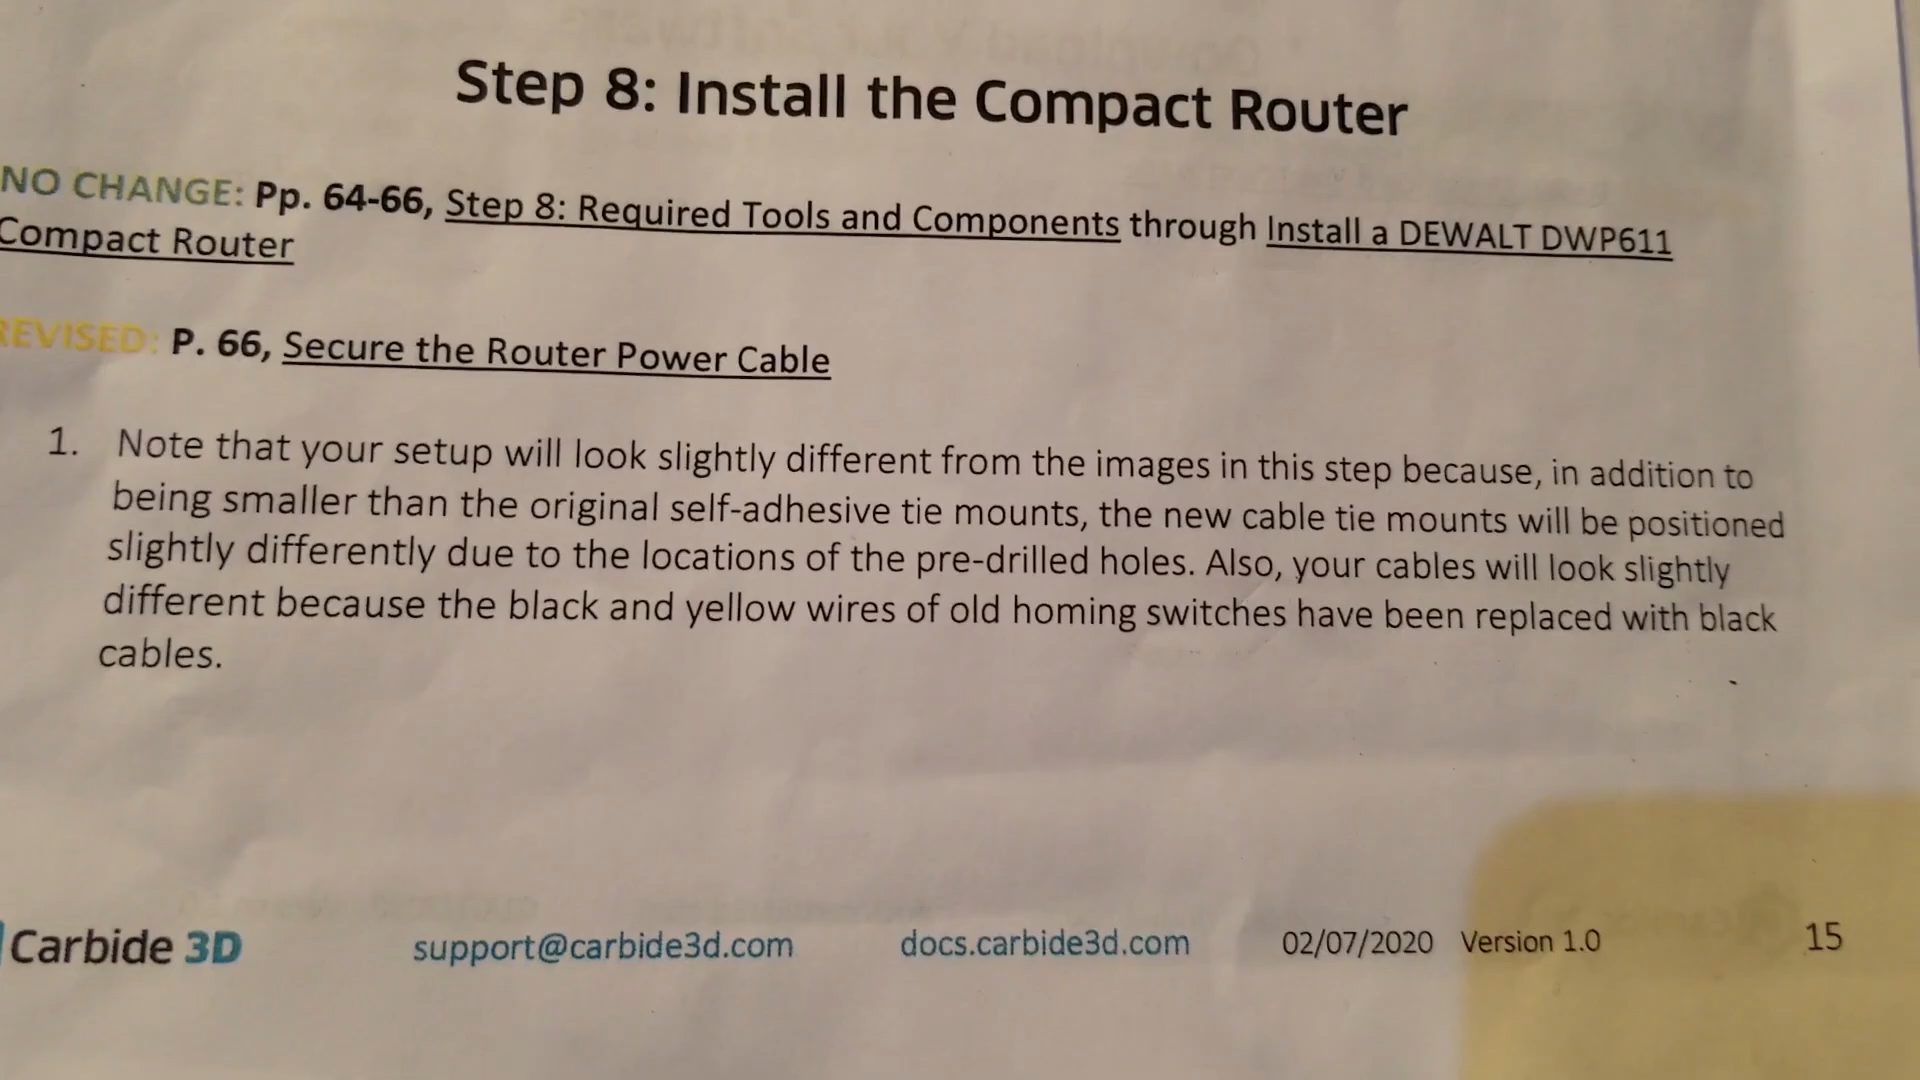 Step 8: Install the Compact Router
NO CHANGE: Pp. 64-66, Step 8: Required Tools and Components through Install a DEWALT DWP611
Compact Router
REVISED: P. 66, Secure the Router Power Cable
1. Note that your setup will look slightly different from the images in this step because, in addition to
being smaller than the original self-adhesive tie mounts, the new cable tie mounts will be positioned
slightly differently due to the locations of the pre-drilled holes. Also, your cables will look slightly
different because the black and yellow wires of old homing switches have been replaced with black
cables.
Carbide 3D support@carbide3d.com docs.carbide3d.com 02/07/2020 Version 1.0 15